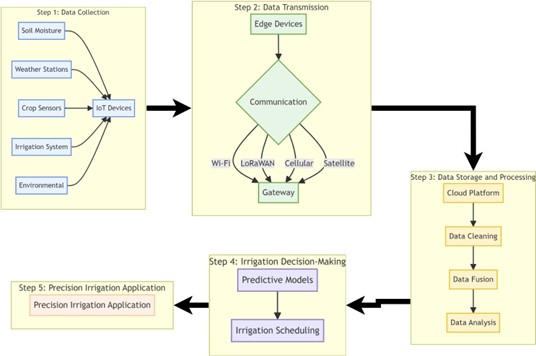 Step 1: Data Collection
Soil Moisture
Weather Stations
Crop Sensors
IoT Devices
Irrigation System
Environmental
Step 2: Data Transmission
Edge Devices
Communication
Wi-Fi
LoRaWAN
Cellular
Satellite
Gateway
Step 3: Data Storage and Processing
Cloud Platform
Data Cleaning
Data Fusion
Data Analysis
Step 4: Irrigation Decision-Making
Predictive Models
Irrigation Scheduling
Step 5: Precision Irrigation Application
Precision Irrigation Application